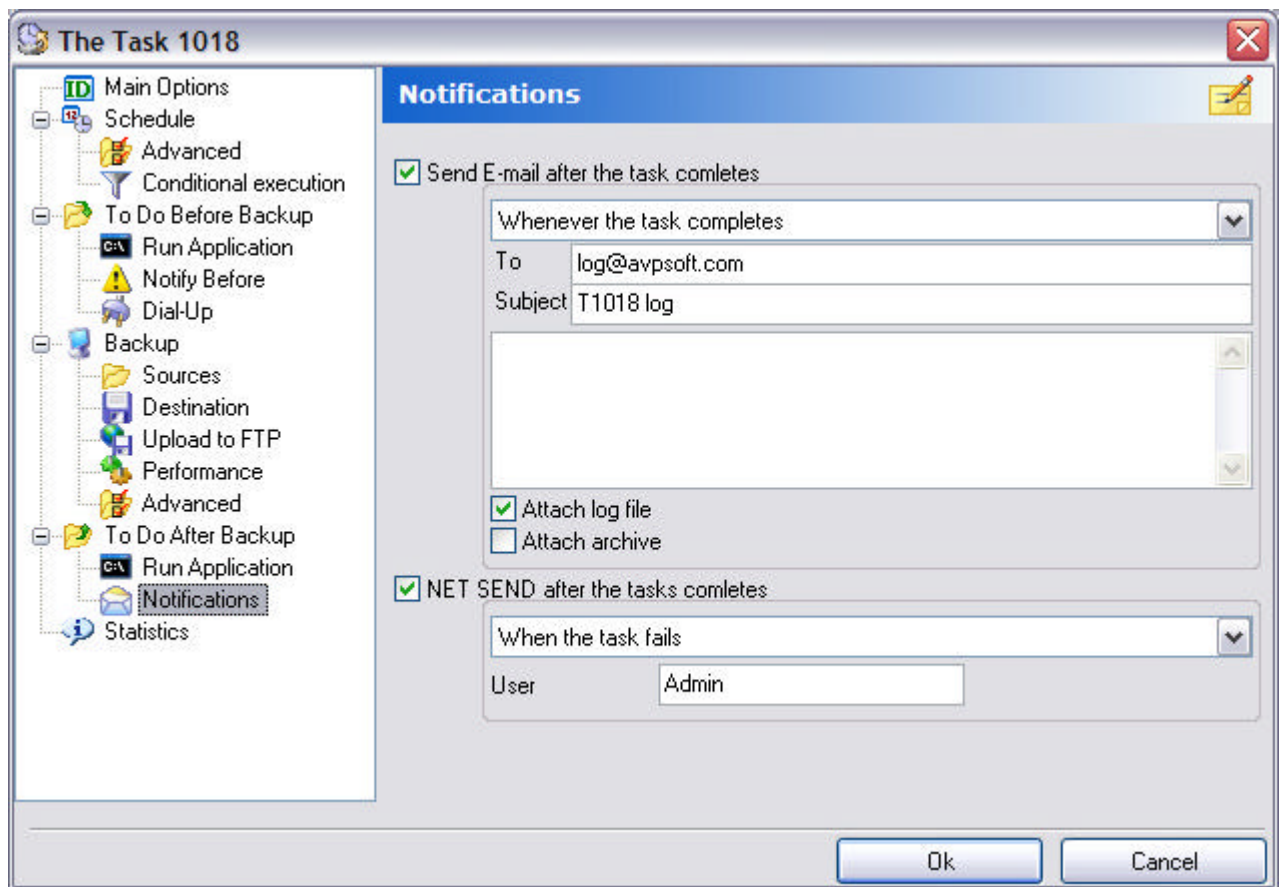 The Task 1018
ID Main Options
12 Schedule
Advanced
Conditional execution
To Do Before Backup
C:\ Run Application
Notify Before
Dial-Up
Backup
Sources
Destination
Upload to FTP
Performance
Advanced
To Do After Backup
C:\ Run Application
Notifications
Statistics
Notifications
Send E-mail after the task comletes
Whenever the task completes
To log@avpsoft.com
Subject T1018 log
Attach log file
Attach archive
NET SEND after the tasks comletes
When the task fails
User Admin
Ok Cancel